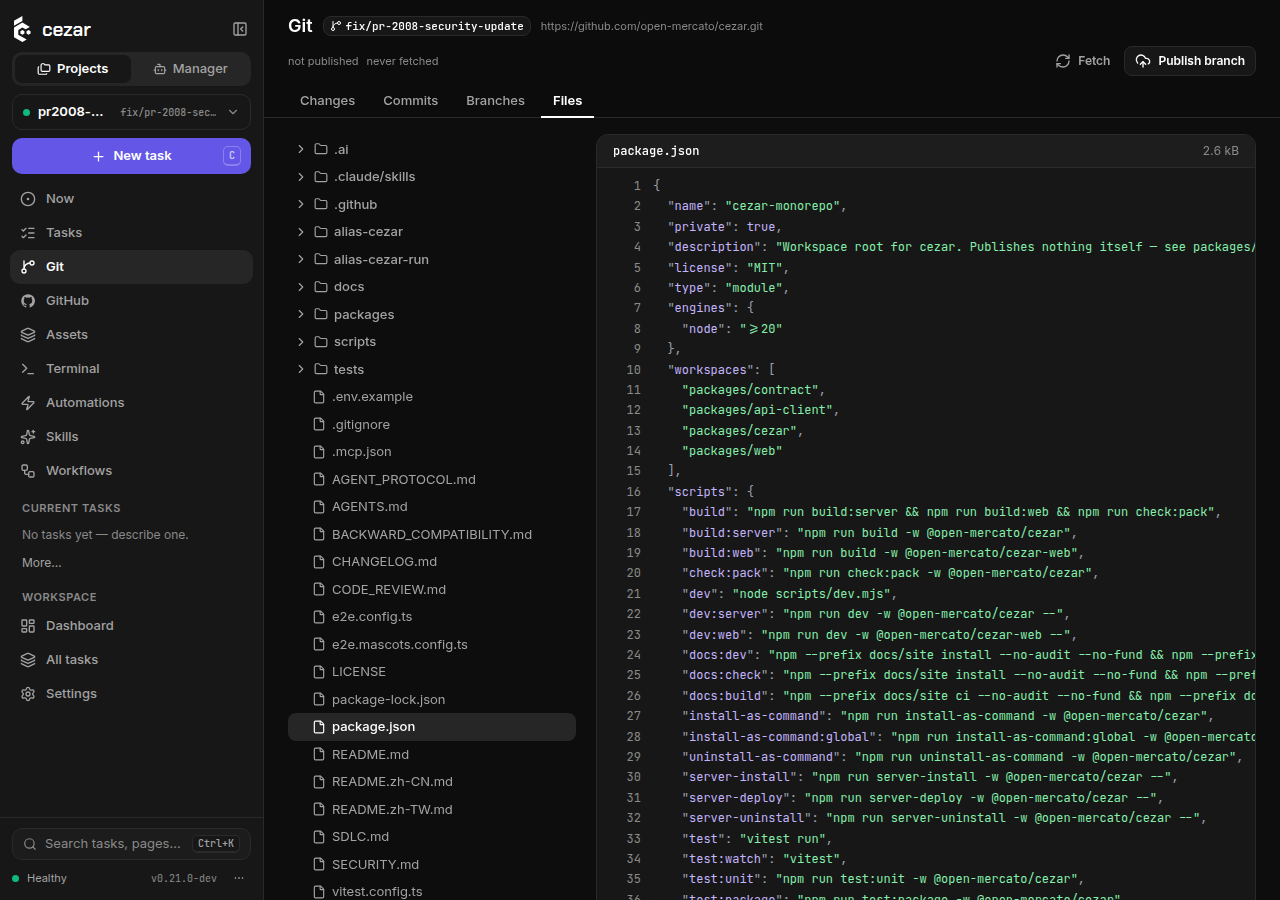 cezar
Projects
Manager
pr2008-...
fix/pr-2008-sec...
New task
C
Now
Tasks
Git
GitHub
Assets
Terminal
Automations
Skills
Workflows
CURRENT TASKS
No tasks yet — describe one.
More...
WORKSPACE
Dashboard
All tasks
Settings
Search tasks, pages...
Ctrl+K
Healthy
v0.21.0-dev
Git
fix/pr-2008-security-update
https://github.com/open-mercato/cezar.git
not published never fetched
Fetch
Publish branch
Changes
Commits
Branches
Files
.ai
.claude/skills
.github
alias-cezar
alias-cezar-run
docs
packages
scripts
tests
.env.example
.gitignore
.mcp.json
AGENT_PROTOCOL.md
AGENTS.md
BACKWARD_COMPATIBILITY.md
CHANGELOG.md
CODE_REVIEW.md
e2e.config.ts
e2e.mascots.config.ts
LICENSE
package-lock.json
package.json
README.md
README.zh-CN.md
README.zh-TW.md
SDLC.md
SECURITY.md
vitest.config.ts
package.json
2.6 kB
1 {
2 "name": "cezar-monorepo",
3 "private": true,
4 "description": "Workspace root for cezar. Publishes nothing itself — see packages/
5 "license": "MIT",
6 "type": "module",
7 "engines": {
8 "node": ">=20"
9 },
10 "workspaces": [
11 "packages/contract",
12 "packages/api-client",
13 "packages/cezar",
14 "packages/web"
15 ],
16 "scripts": {
17 "build": "npm run build:server && npm run build:web && npm run check:pack",
18 "build:server": "npm run build -w @open-mercato/cezar",
19 "build:web": "npm run build -w @open-mercato/cezar-web",
20 "check:pack": "npm run check:pack -w @open-mercato/cezar",
21 "dev": "node scripts/dev.mjs",
22 "dev:server": "npm run dev -w @open-mercato/cezar --",
23 "dev:web": "npm run dev -w @open-mercato/cezar-web --",
24 "docs:dev": "npm --prefix docs/site install --no-audit --no-fund && npm --prefix
25 "docs:check": "npm --prefix docs/site install --no-audit --no-fund && npm --pref
26 "docs:build": "npm --prefix docs/site ci --no-audit --no-fund && npm --prefix do
27 "install-as-command": "npm run install-as-command -w @open-mercato/cezar",
28 "install-as-command:global": "npm run install-as-command:global -w @open-mercato
29 "uninstall-as-command": "npm run uninstall-as-command -w @open-mercato/cezar",
30 "server-install": "npm run server-install -w @open-mercato/cezar --",
31 "server-deploy": "npm run server-deploy -w @open-mercato/cezar --",
32 "server-uninstall": "npm run server-uninstall -w @open-mercato/cezar --",
33 "test": "vitest run",
34 "test:watch": "vitest",
35 "test:unit": "npm run test:unit -w @open-mercato/cezar",
36 "test:package": "npm run test:package -w @open-mercato/cezar",